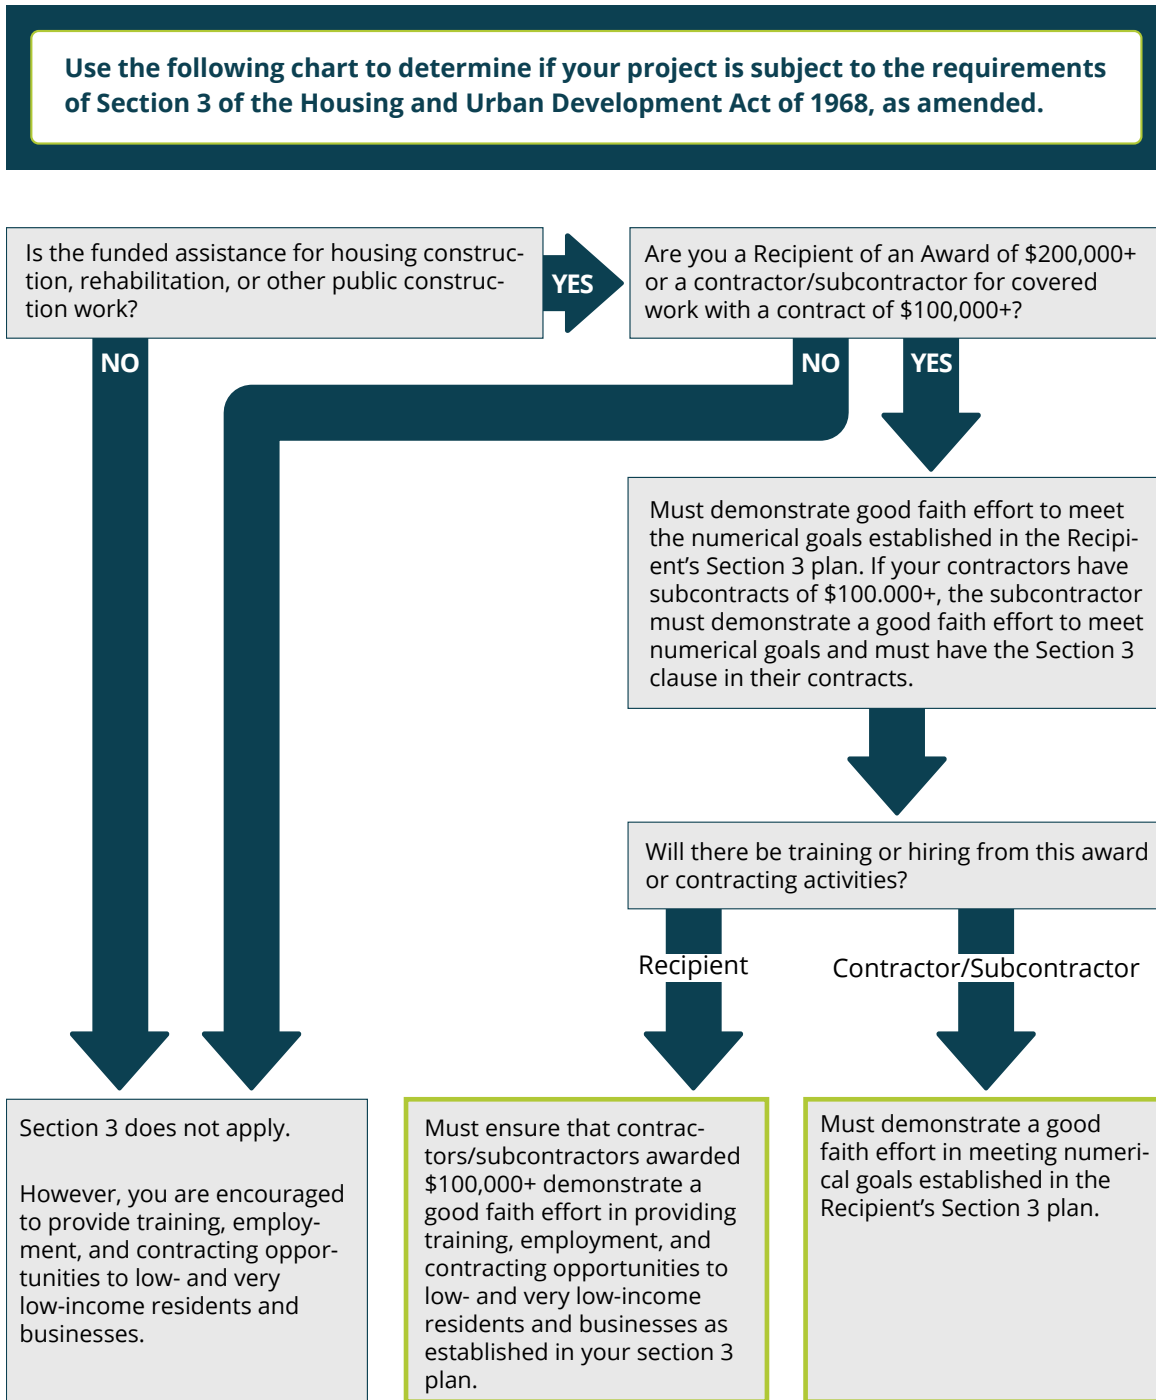 Use the following chart to determine if your project is subject to the requirements
of Section 3 of the Housing and Urban Development Act of 1968, as amended.
Is the funded assistance for housing construc-
tion, rehabilitation, or other public construc-
tion work?
YES
Are you a Recipient of an Award of $200,000+
or a contractor/subcontractor for covered
work with a contract of $100,000+?
NO
NO
YES
Must demonstrate good faith effort to meet
the numerical goals established in the Recipi-
ent's Section 3 plan. If your contractors have
subcontracts of $100.000+, the subcontractor
must demonstrate a good faith effort to meet
numerical goals and must have the Section 3
clause in their contracts.
Will there be training or hiring from this award
or contracting activities?
Recipient
Contractor/Subcontractor
Section 3 does not apply.
However, you are encouraged
to provide training, employ-
ment, and contracting oppor-
tunities to low- and very
low-income residents and
businesses.
Must ensure that contrac-
tors/subcontractors awarded
$100,000+ demonstrate a
good faith effort in providing
training, employment, and
contracting opportunities to
low- and very low-income
residents and businesses as
established in your section 3
plan.
Must demonstrate a good
faith effort in meeting numeri-
cal goals established in the
Recipient's Section 3 plan.